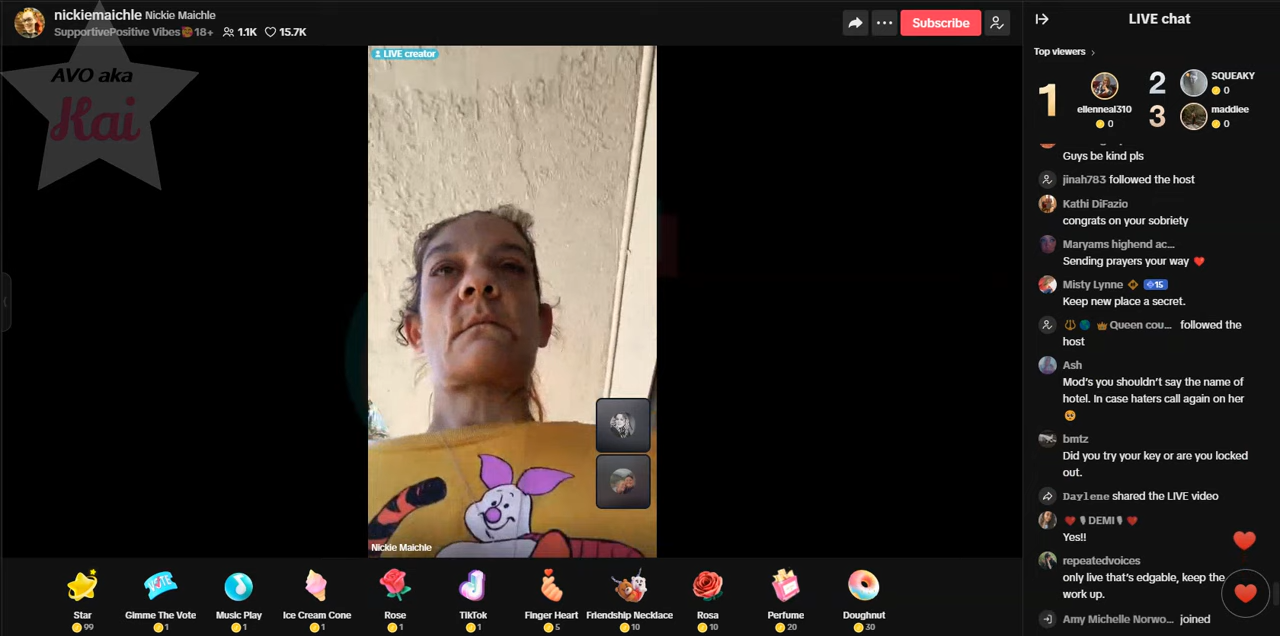 nickiemaichle Nickie Maichle
SupportivePositive Vibes 18+ 1.1K 15.7K
Subscribe
LIVE chat
AVO aka
Kai
LIVE creator
Nickie Maichle
Top viewers
1
ellenneal310
0
2
SQUEAKY
0
3
maddlee
0
Guys be kind pls
jinah783 followed the host
Kathi DiFazio
congrats on your sobriety
Maryams highend ac...
Sending prayers your way
Misty Lynne 15
Keep new place a secret.
Queen cou... followed the
host
Ash
Mod's you shouldn't say the name of
hotel. In case haters call again on her
bmtz
Did you try your key or are you locked
out.
Daylene shared the LIVE video
DEMI
Yes!!
repeatedvoices
only live that's edgable, keep the
work up.
Amy Michelle Norwo... joined
Star
99
Gimme The Vote
1
Music Play
1
Ice Cream Cone
1
Rose
1
TikTok
1
Finger Heart
5
Friendship Necklace
10
Rosa
10
Perfume
20
Doughnut
30